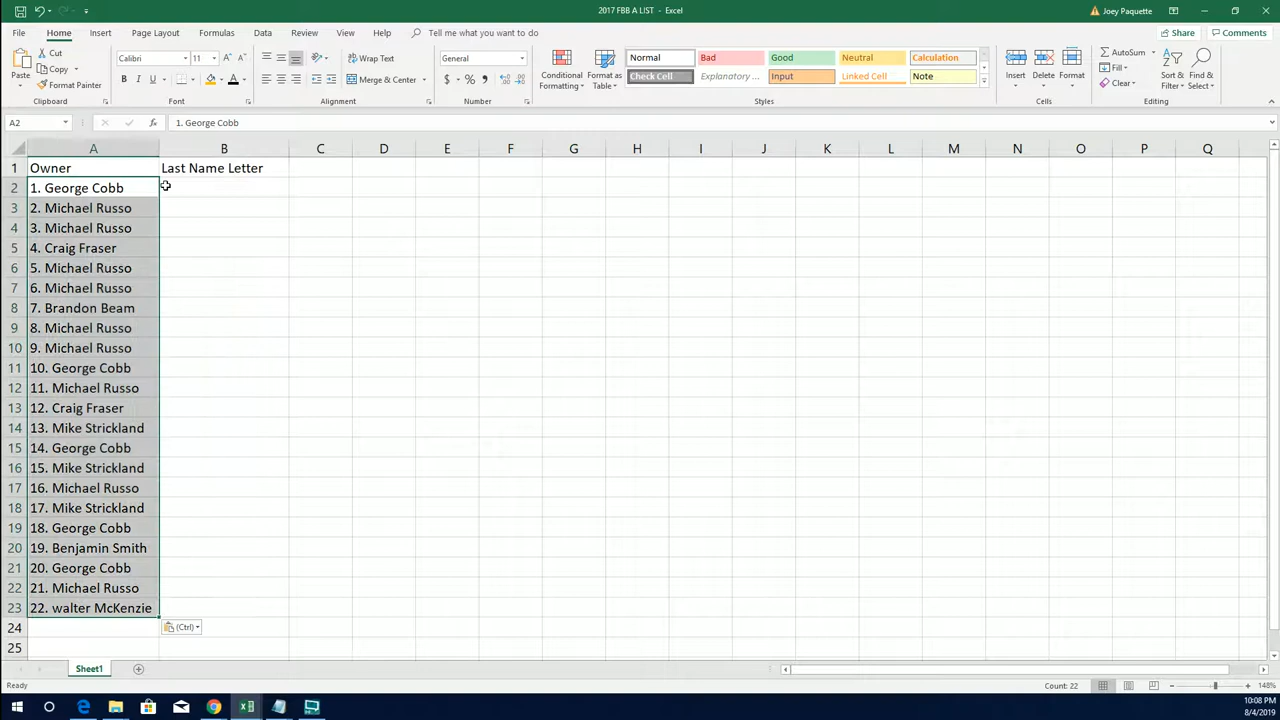 2017 FBB A LIST - Excel
Joey Paquette
File Home Insert Page Layout Formulas Data Review View Help Tell me what you want to do
Share Comments
Paste
Cut
Copy
Format Painter
Clipboard
Calibri 11
B I U
Font
Wrap Text
Merge & Center
Alignment
General
$ % ,
Number
Conditional Formatting
Format as Table
Normal Bad Good Neutral Calculation
Check Cell Explanatory ... Input Linked Cell Note
Styles
Insert Delete Format
Cells
AutoSum
Fill
Clear
Sort & Filter
Find & Select
Editing
A2 fx 1. George Cobb
A B C D E F G H I J K L M N O P Q
1 Owner Last Name Letter
2 1. George Cobb
3 2. Michael Russo
4 3. Michael Russo
5 4. Craig Fraser
6 5. Michael Russo
7 6. Michael Russo
8 7. Brandon Beam
9 8. Michael Russo
10 9. Michael Russo
11 10. George Cobb
12 11. Michael Russo
13 12. Craig Fraser
14 13. Mike Strickland
15 14. George Cobb
16 15. Mike Strickland
17 16. Michael Russo
18 17. Mike Strickland
19 18. George Cobb
20 19. Benjamin Smith
21 20. George Cobb
22 21. Michael Russo
23 22. walter McKenzie
24 (Ctrl)
25
Sheet1
Ready Count: 22 148%
10:08 PM
8/4/2019